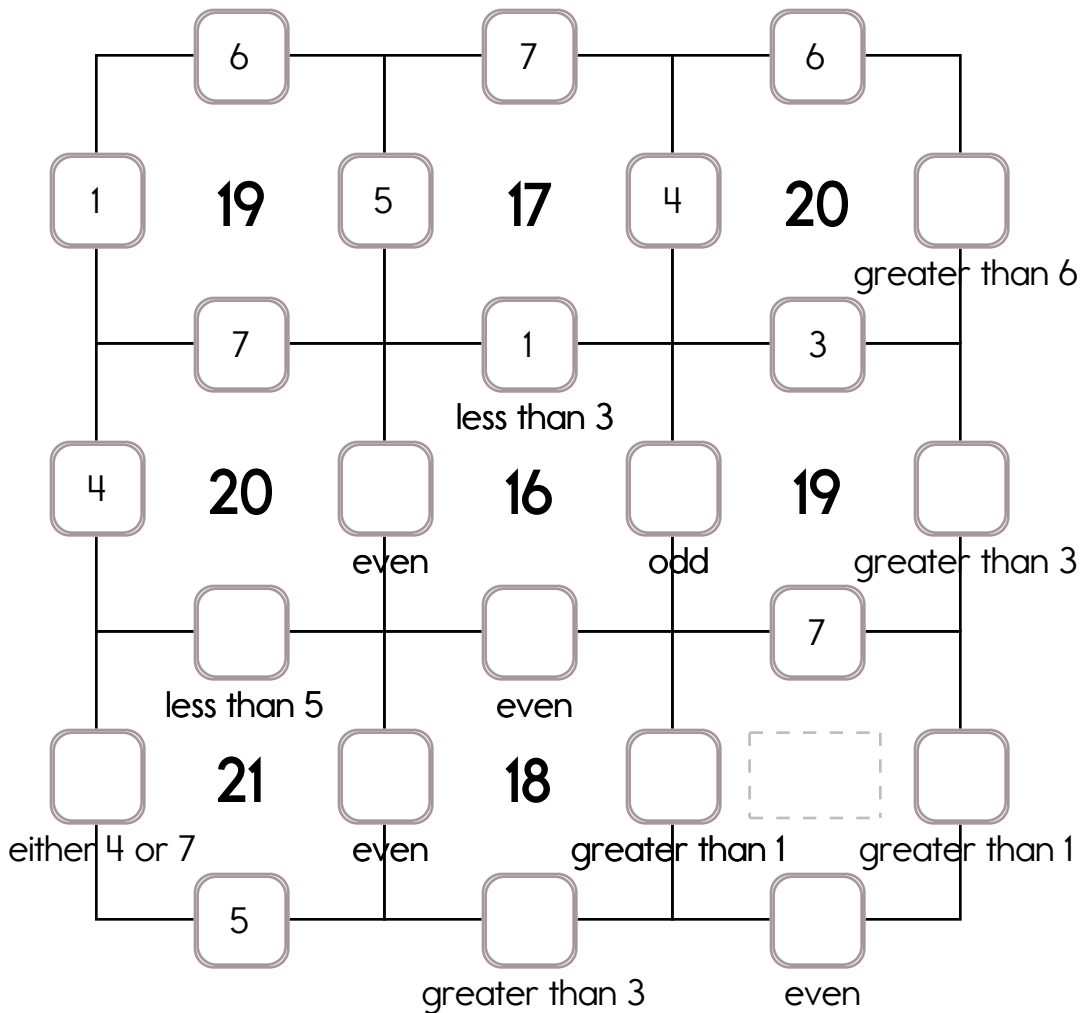 6 7 6
1 19 5 17 4 20
greater than 6
7 1 3
less than 3
4 20 16 19
even odd greater than 3
7
less than 5 even
21 18
either 4 or 7 even greater than 1 greater than 1
5
greater than 3 even